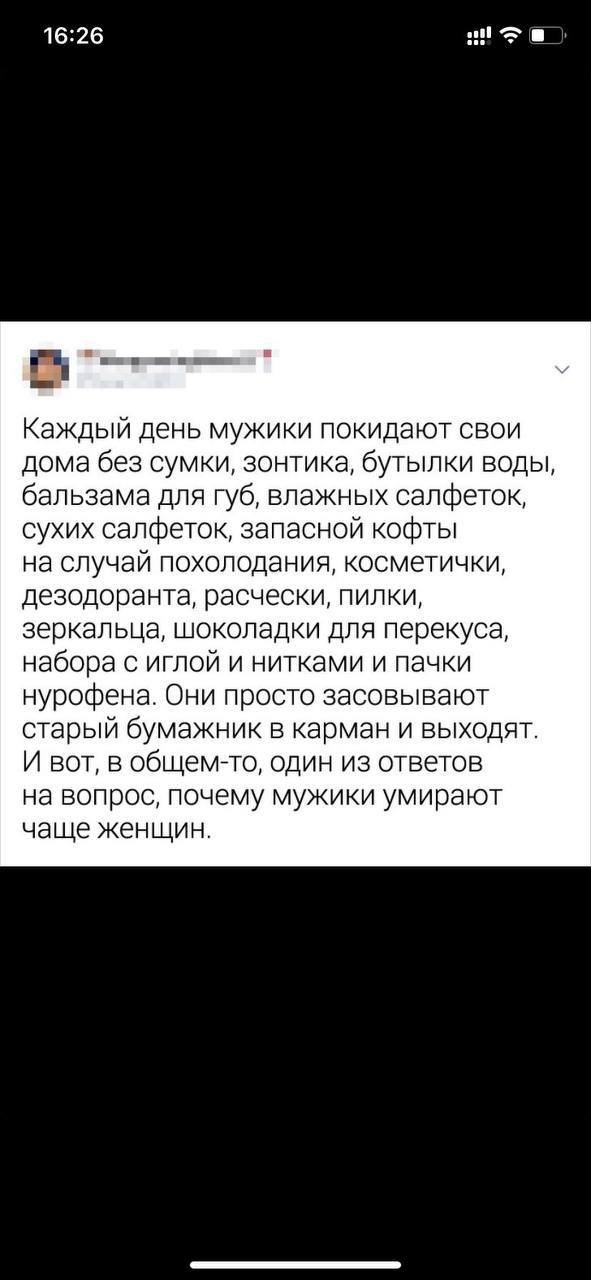 16:26
Каждый день мужики покидают свои
дома без сумки, зонтика, бутылки воды,
бальзама для губ, влажных салфеток,
сухих салфеток, запасной кофты
на случай похолодания, косметички,
дезодоранта, расчески, пилки,
зеркальца, шоколадки для перекуса,
набора с иглой и нитками и пачки
нурофена. Они просто засовывают
старый бумажник в карман и выходят.
И вот, в общем-то, один из ответов
на вопрос, почему мужики умирают
чаще женщин.